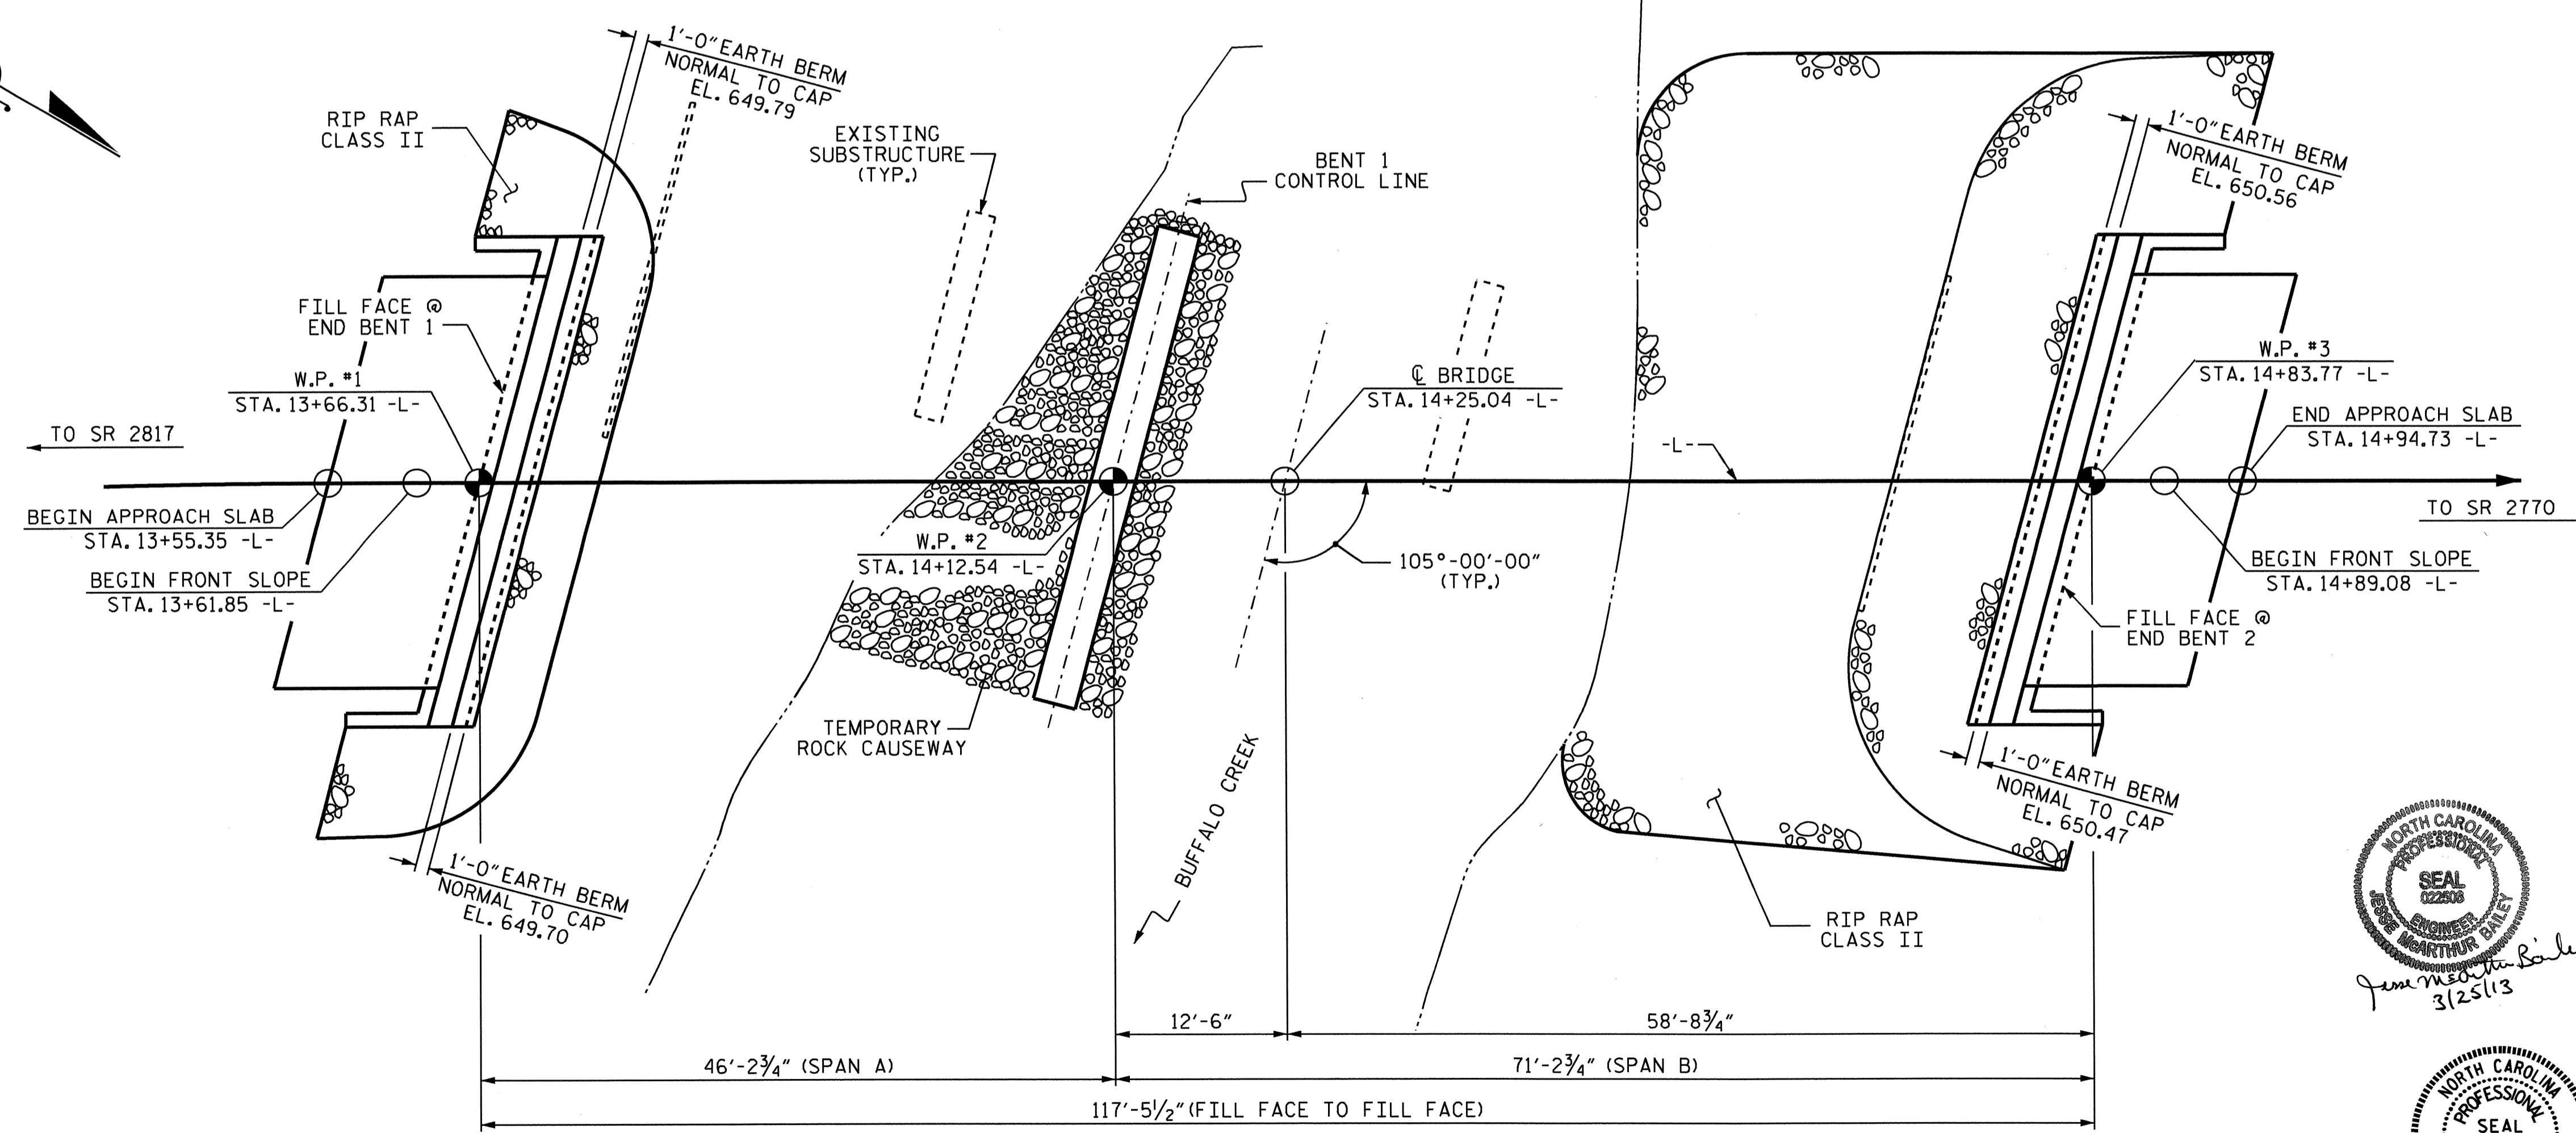 1'-0" EARTH BERM
NORMAL TO CAP
EL. 649.79
RIP RAP
CLASS II
EXISTING
SUBSTRUCTURE
(TYP.)
BENT 1
CONTROL LINE
1'-0" EARTH BERM
NORMAL TO CAP
EL. 650.56
FILL FACE @
END BENT 1
W.P. #1
STA. 13+66.31 -L-
℄ BRIDGE
STA. 14+25.04 -L-
W.P. #3
STA. 14+83.77 -L-
END APPROACH SLAB
STA. 14+94.73 -L-
TO SR 2817
-L-
TO SR 2770
BEGIN APPROACH SLAB
STA. 13+55.35 -L-
BEGIN FRONT SLOPE
STA. 13+61.85 -L-
W.P. #2
STA. 14+12.54 -L-
105°-00'-00"
(TYP.)
BEGIN FRONT SLOPE
STA. 14+89.08 -L-
FILL FACE @
END BENT 2
TEMPORARY
ROCK CAUSEWAY
BUFFALO CREEK
1'-0" EARTH BERM
NORMAL TO CAP
EL. 650.47
1'-0" EARTH BERM
NORMAL TO CAP
EL. 649.70
RIP RAP
CLASS II
NORTH CAROLINA
PROFESSIONAL
SEAL
022506
ENGINEER
JESSE McARTHUR BAILEY
3/25/13
12'-6"
58'-8¾"
46'-2¾" (SPAN A)
71'-2¾" (SPAN B)
117'-5½" (FILL FACE TO FILL FACE)
NORTH CAROLINA
PROFESSIONAL
SEAL